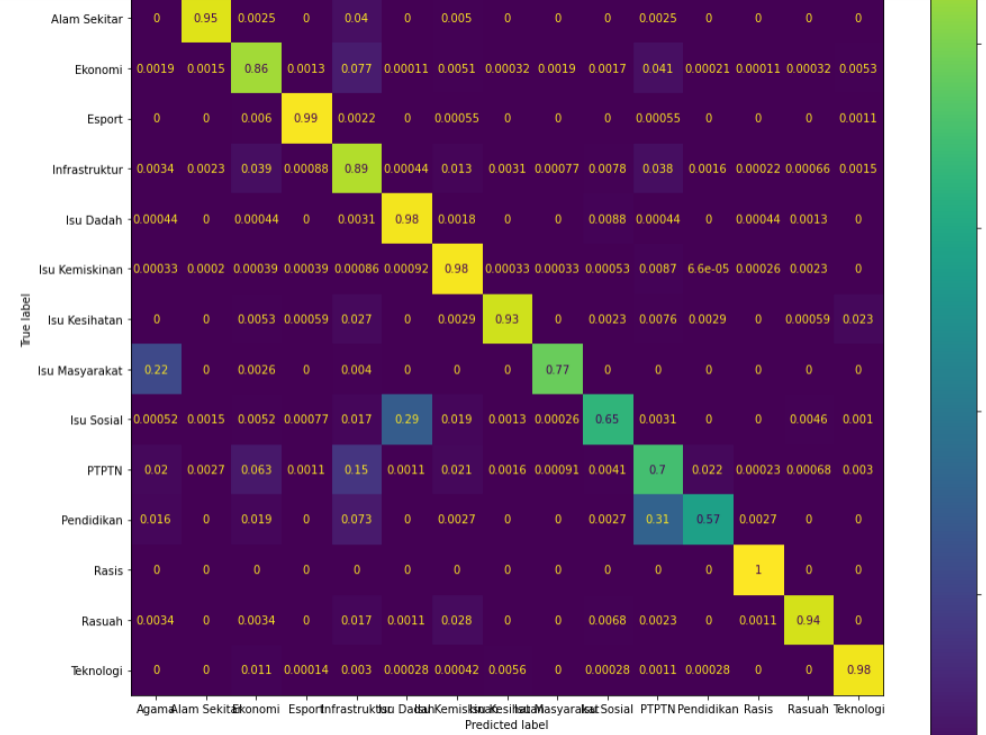 Alam Sekitar 0 0.95 0.0025 0 0.04 0 0.005 0 0 0 0.0025 0 0 0 0
Ekonomi 0.0019 0.0015 0.86 0.0013 0.077 0.00011 0.0051 0.00032 0.0019 0.0017 0.041 0.00021 0.00011 0.00032 0.0053
Esport 0 0 0.006 0.99 0.0022 0 0.00055 0 0 0 0.00055 0 0 0 0.0011
Infrastruktur 0.0034 0.0023 0.039 0.00088 0.89 0.00044 0.013 0.0031 0.00077 0.0078 0.038 0.0016 0.00022 0.00066 0.0015
Isu Dadah 0.00044 0 0.00044 0 0.0031 0.98 0.0018 0 0 0.0088 0.00044 0 0.00044 0.0013 0
Isu Kemiskinan 0.00033 0.0002 0.00039 0.00039 0.00086 0.00092 0.98 0.00033 0.00033 0.00053 0.0087 6.6e-05 0.00026 0.0023 0
Isu Kesihatan 0 0 0.0053 0.00059 0.027 0 0.0029 0.93 0 0.0023 0.0076 0.0029 0 0.00059 0.023
Isu Masyarakat 0.22 0 0.0026 0 0.004 0 0 0 0.77 0 0 0 0 0 0
Isu Sosial 0.00052 0.0015 0.0052 0.00077 0.017 0.29 0.019 0.0013 0.00026 0.65 0.0031 0 0 0.0046 0.001
PTPTN 0.02 0.0027 0.063 0.0011 0.15 0.0011 0.021 0.0016 0.00091 0.0041 0.7 0.022 0.00023 0.00068 0.003
Pendidikan 0.016 0 0.019 0 0.073 0 0.0027 0 0 0.0027 0.31 0.57 0.0027 0 0
Rasis 0 0 0 0 0 0 0 0 0 0 0 0 1 0 0
Rasuah 0.0034 0 0.0034 0 0.017 0.0011 0.028 0 0 0.0068 0.0023 0 0.0011 0.94 0
Teknologi 0 0 0.011 0.00014 0.003 0.00028 0.00042 0.0056 0 0.00028 0.0011 0.00028 0 0 0.98
Agama Alam Sekitar Ekonomi Esport Infrastruktur Isu Dadah Isu Kemiskinan Isu Kesihatan Isu Masyarakat Isu Sosial PTPTN Pendidikan Rasis Rasuah Teknologi
Predicted label
True label